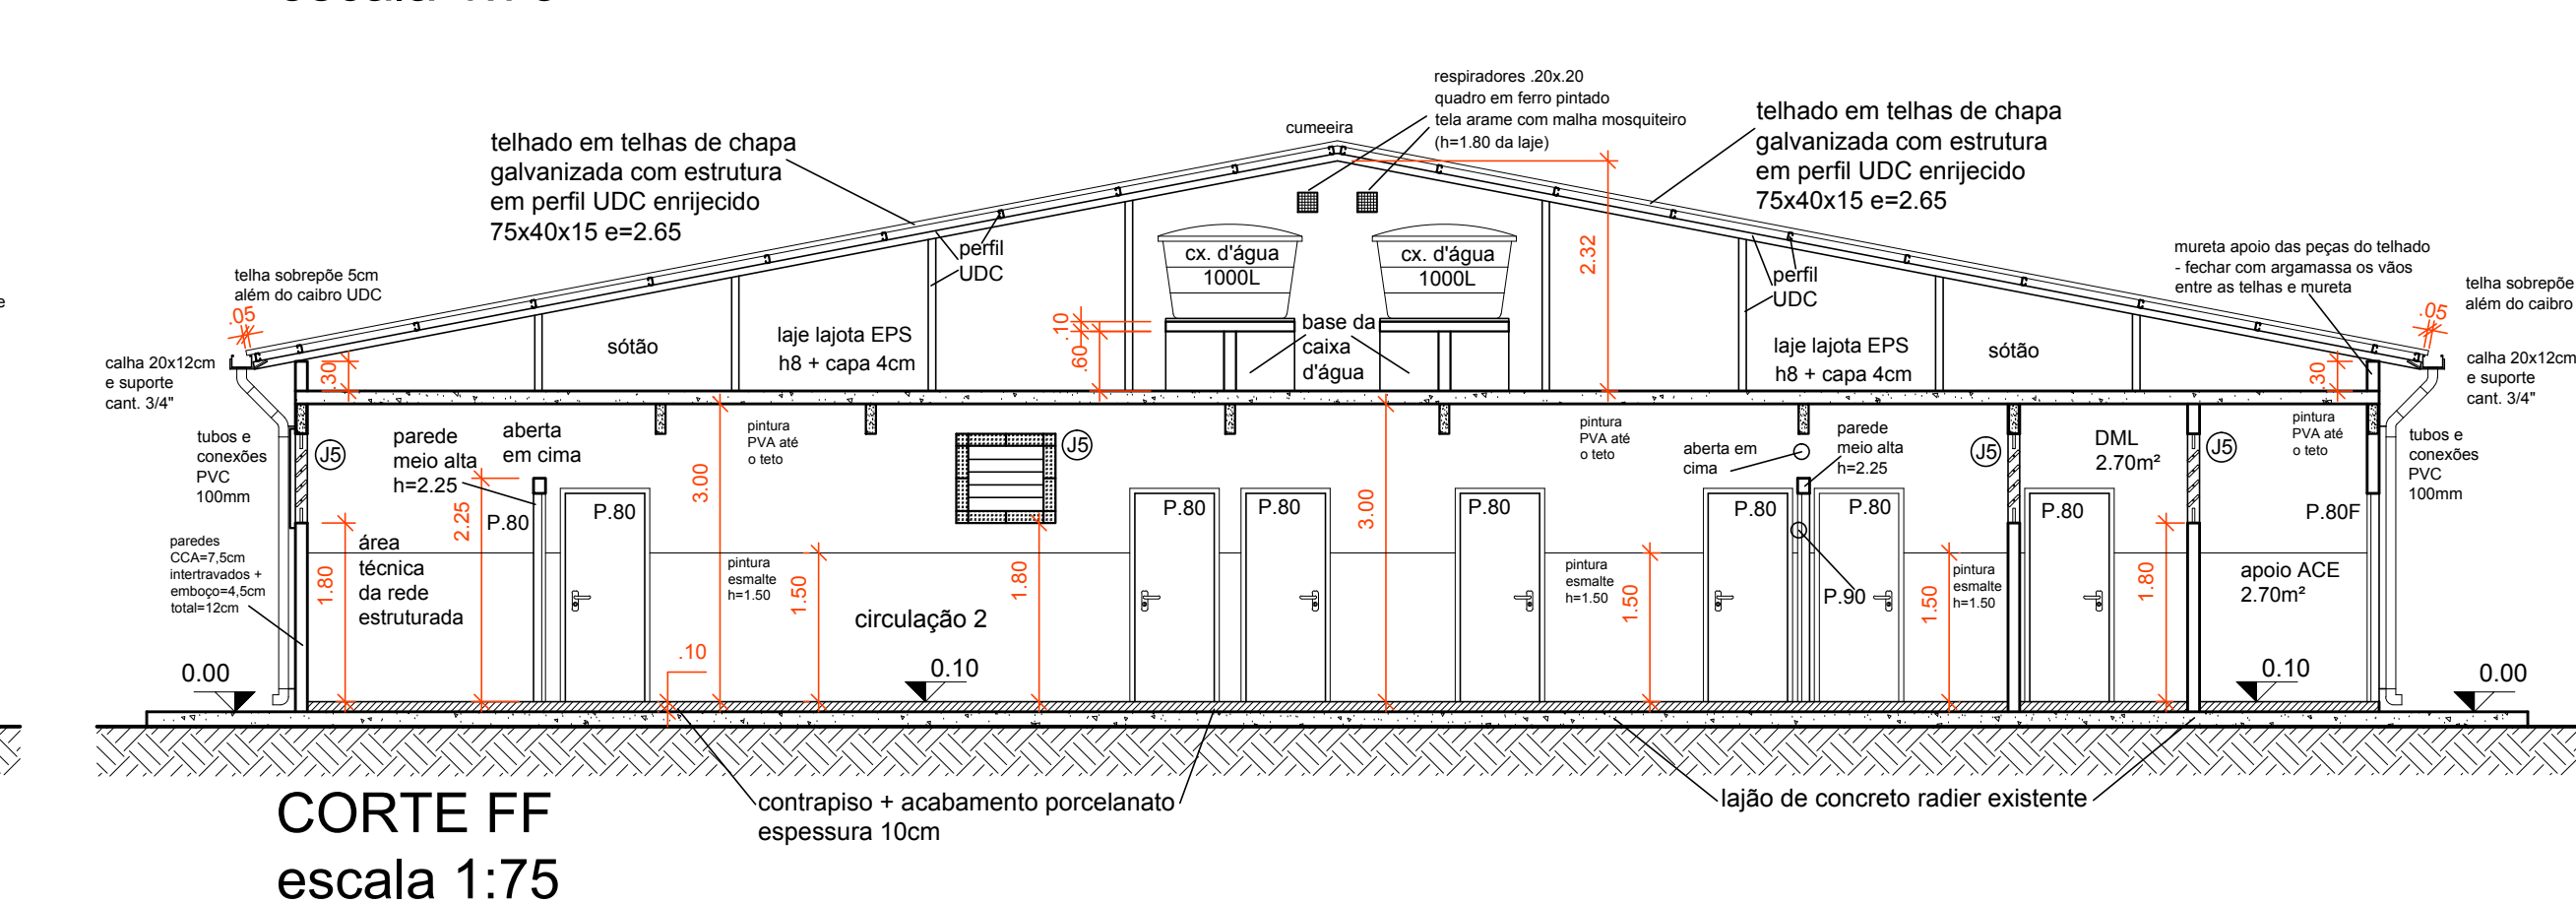 respiradores .20x.20
quadro em ferro pintado
tela arame com malha mosquiteiro
(h=1.80 da laje)
cumeeira
telhado em telhas de chapa
galvanizada com estrutura
em perfil UDC enrijecido
75x40x15 e=2.65
telhado em telhas de chapa
galvanizada com estrutura
em perfil UDC enrijecido
75x40x15 e=2.65
telha sobrepõe 5cm
além do caibro UDC
.05
calha 20x12cm
e suporte
cant. 3/4"
.30
sótão
laje lajota EPS
h8 + capa 4cm
perfil
UDC
cx. d'água
1000L
cx. d'água
1000L
.10
.60
base da
caixa
d'água
2.32
perfil
UDC
laje lajota EPS
h8 + capa 4cm
sótão
mureta apoio das peças do telhado
- fechar com argamassa os vãos
entre as telhas e mureta
telha sobrepõe
além do caibro
.05
.30
calha 20x12cm
e suporte
cant. 3/4"
tubos e
conexões
PVC
100mm
J5
parede
meio alta
h=2.25
aberta
em cima
pintura
PVA até
o teto
J5
pintura
PVA até
o teto
aberta em
cima
parede
meio alta
h=2.25
J5
DML
2.70m²
J5
pintura
PVA até
o teto
tubos e
conexões
PVC
100mm
paredes
CCA=7,5cm
intertravados +
emboço=4,5cm
total=12cm
1.80
área
técnica
da rede
estruturada
2.25
P.80
P.80
3.00
pintura
esmalte
h=1.50
1.50
circulação 2
1.80
P.80
P.80
3.00
P.80
pintura
esmalte
h=1.50
1.50
P.80
P.90
P.80
1.50
pintura
esmalte
h=1.50
P.80
1.80
P.80F
apoio ACE
2.70m²
0.00
.10
0.10
0.10
0.00
contrapiso + acabamento porcelanato
espessura 10cm
lajão de concreto radier existente
CORTE FF
escala 1:75